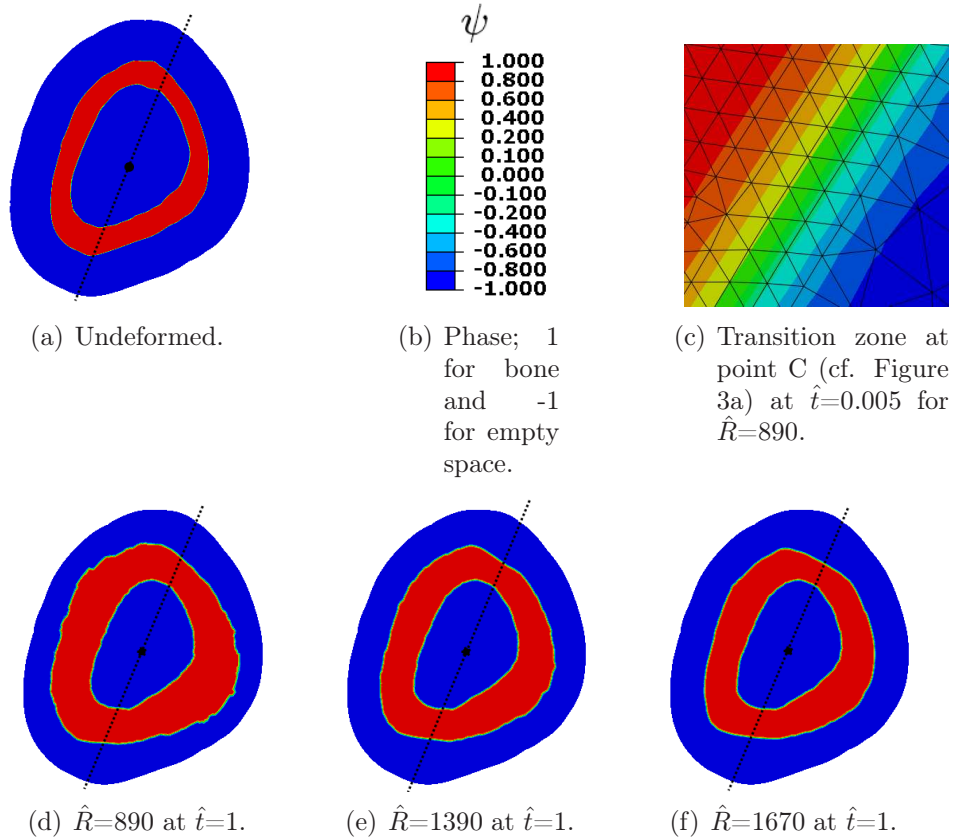 ψ
1.000
0.800
0.600
0.400
0.200
0.100
0.000
-0.100
-0.200
-0.400
-0.600
-0.800
-1.000
(a) Undeformed.
(b) Phase; 1
for bone
and -1
for empty
space.
(c) Transition zone at
point C (cf. Figure
3a) at t̂=0.005 for
R̂=890.
(d) R̂=890 at t̂=1.
(e) R̂=1390 at t̂=1.
(f) R̂=1670 at t̂=1.